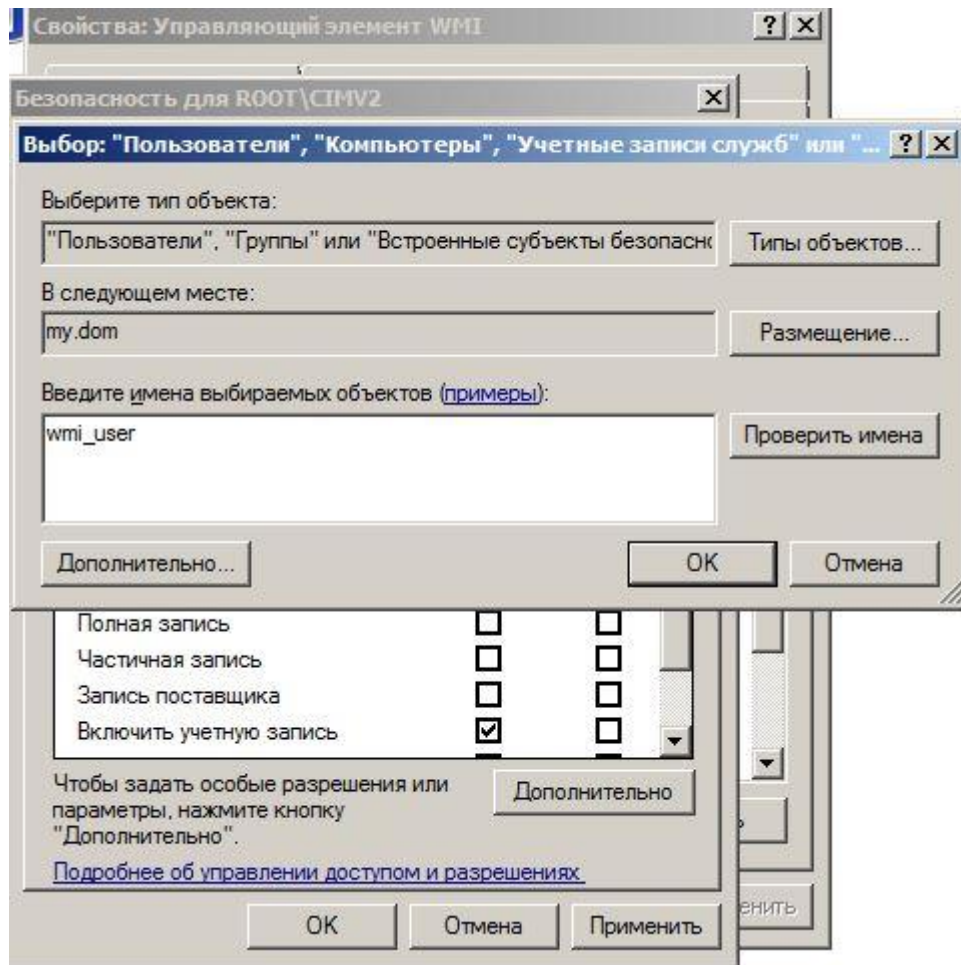 Свойства: Управляющий элемент WMI
Безопасность для ROOT\CIMV2
Выбор: "Пользователи", "Компьютеры", "Учетные записи служб" или "...
Выберите тип объекта:
"Пользователи", "Группы" или "Встроенные субъекты безопасно
Типы объектов...
В следующем месте:
my.dom
Размещение...
Введите имена выбираемых объектов (примеры):
wmi_user
Проверить имена
Дополнительно...
OK
Отмена
Полная запись
Частичная запись
Запись поставщика
Включить учетную запись
Чтобы задать особые разрешения или
параметры, нажмите кнопку
"Дополнительно".
Дополнительно
Подробнее об управлении доступом и разрешениях
OK
Отмена
Применить
енить